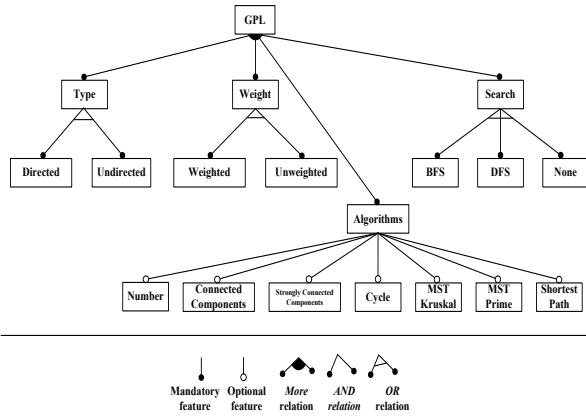 GPL
Type
Weight
Search
Directed
Undirected
Weighted
Unweighted
BFS
DFS
None
Algorithms
Number
Connected
Components
Strongly Connected
Components
Cycle
MST
Kruskal
MST
Prime
Shortest
Path
Mandatory
feature
Optional
feature
More
relation
AND
relation
OR
relation